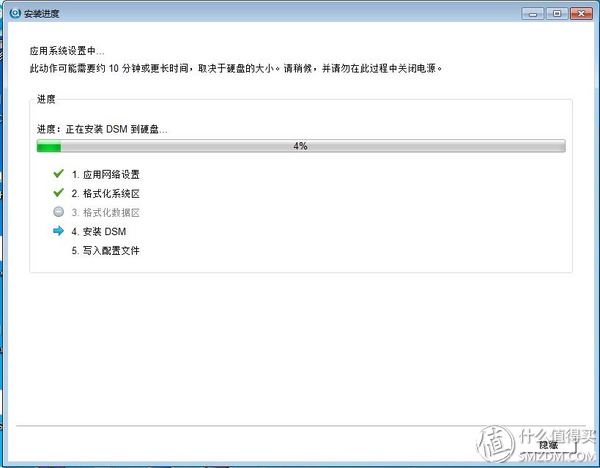 安装进度
应用系统设置中...
此动作可能需要约 10 分钟或更长时间，取决于硬盘的大小。请稍候，并请勿在此过程中关闭电源。
进度
进度：正在安装 DSM 到硬盘...
4%
1. 应用网络设置
2. 格式化系统区
3. 格式化数据区
4. 安装 DSM
5. 写入配置文件
隐藏
值 什么值得买
SMZDM.COM